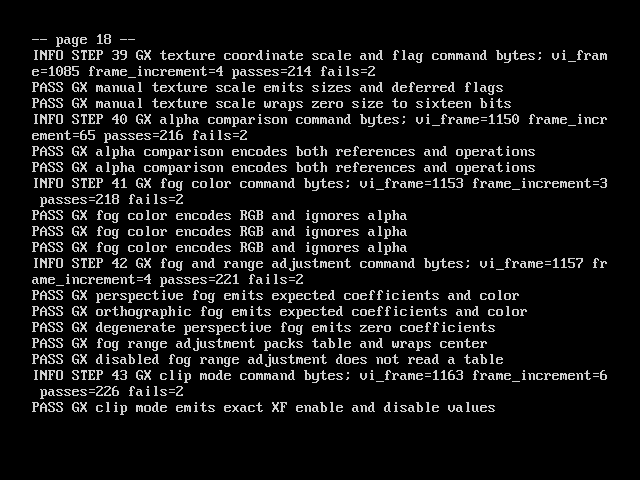 -- page 18 --
INFO STEP 39 GX texture coordinate scale and flag command bytes; vi_fram
e=1085 frame_increment=4 passes=214 fails=2
PASS GX manual texture scale emits sizes and deferred flags
PASS GX manual texture scale wraps zero size to sixteen bits
INFO STEP 40 GX alpha comparison command bytes; vi_frame=1150 frame_incr
ement=65 passes=216 fails=2
PASS GX alpha comparison encodes both references and operations
PASS GX alpha comparison encodes both references and operations
INFO STEP 41 GX fog color command bytes; vi_frame=1153 frame_increment=3
 passes=218 fails=2
PASS GX fog color encodes RGB and ignores alpha
PASS GX fog color encodes RGB and ignores alpha
PASS GX fog color encodes RGB and ignores alpha
INFO STEP 42 GX fog and range adjustment command bytes; vi_frame=1157 fr
ame_increment=4 passes=221 fails=2
PASS GX perspective fog emits expected coefficients and color
PASS GX orthographic fog emits expected coefficients and color
PASS GX degenerate perspective fog emits zero coefficients
PASS GX fog range adjustment packs table and wraps center
PASS GX disabled fog range adjustment does not read a table
INFO STEP 43 GX clip mode command bytes; vi_frame=1163 frame_increment=6
 passes=226 fails=2
PASS GX clip mode emits exact XF enable and disable values